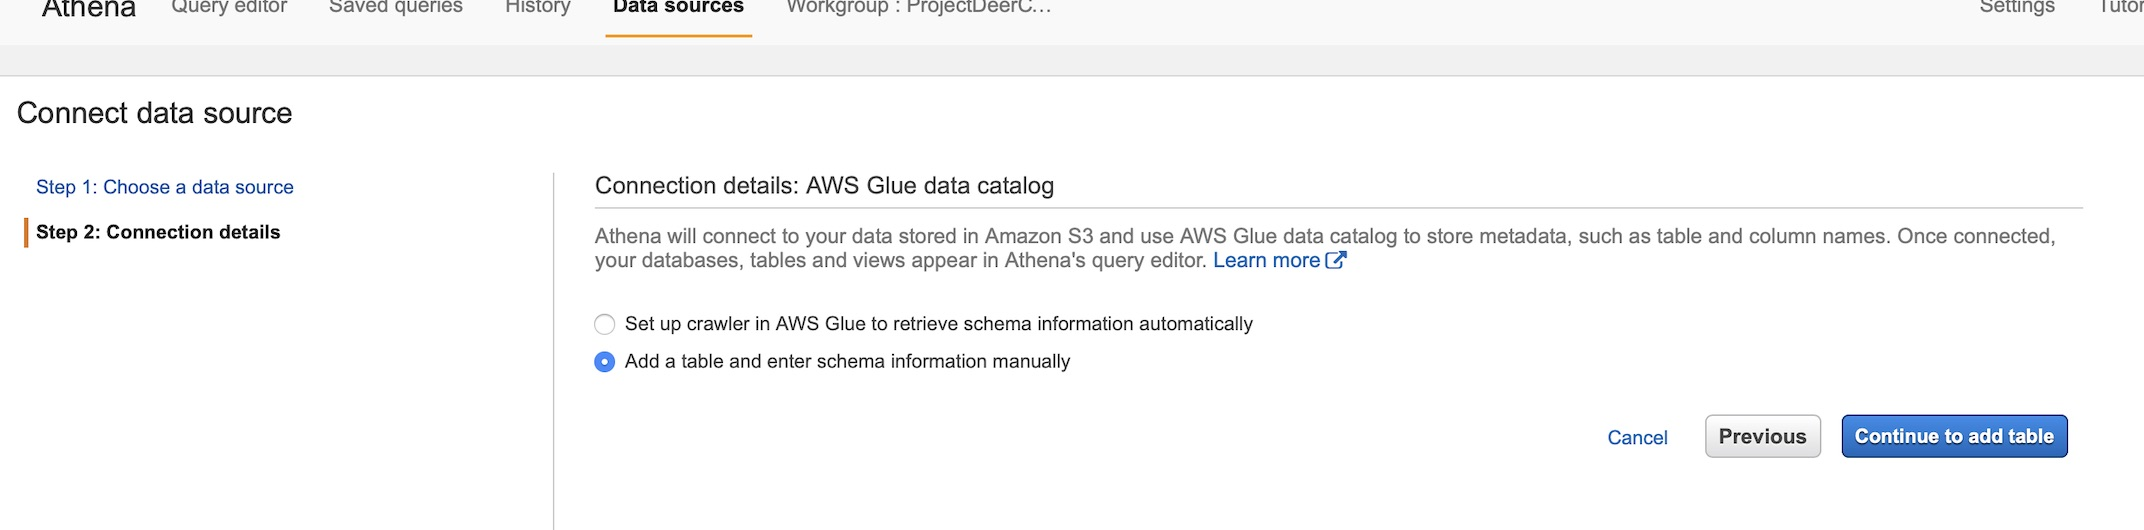 Athena Query editor Saved queries History Data sources Workgroup : ProjectDeerC... Settings Tutor
Connect data source
Step 1: Choose a data source
Step 2: Connection details
Connection details: AWS Glue data catalog
Athena will connect to your data stored in Amazon S3 and use AWS Glue data catalog to store metadata, such as table and column names. Once connected,
your databases, tables and views appear in Athena's query editor. Learn more
Set up crawler in AWS Glue to retrieve schema information automatically
Add a table and enter schema information manually
Cancel Previous Continue to add table